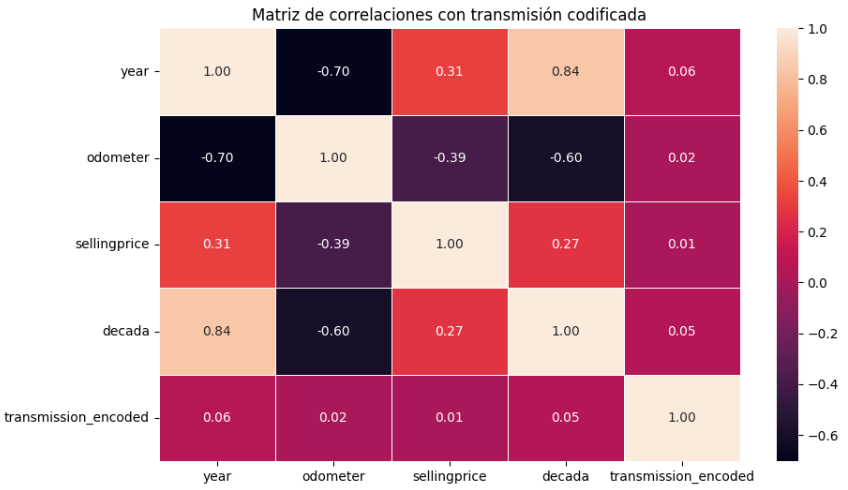 Matriz de correlaciones con transmisión codificada
year
1.00 -0.70 0.31 0.84 0.06
odometer
-0.70 1.00 -0.39 -0.60 0.02
sellingprice
0.31 -0.39 1.00 0.27 0.01
decada
0.84 -0.60 0.27 1.00 0.05
transmission_encoded
0.06 0.02 0.01 0.05 1.00
year odometer sellingprice decada transmission_encoded
1.0
0.8
0.6
0.4
0.2
0.0
−0.2
−0.4
−0.6